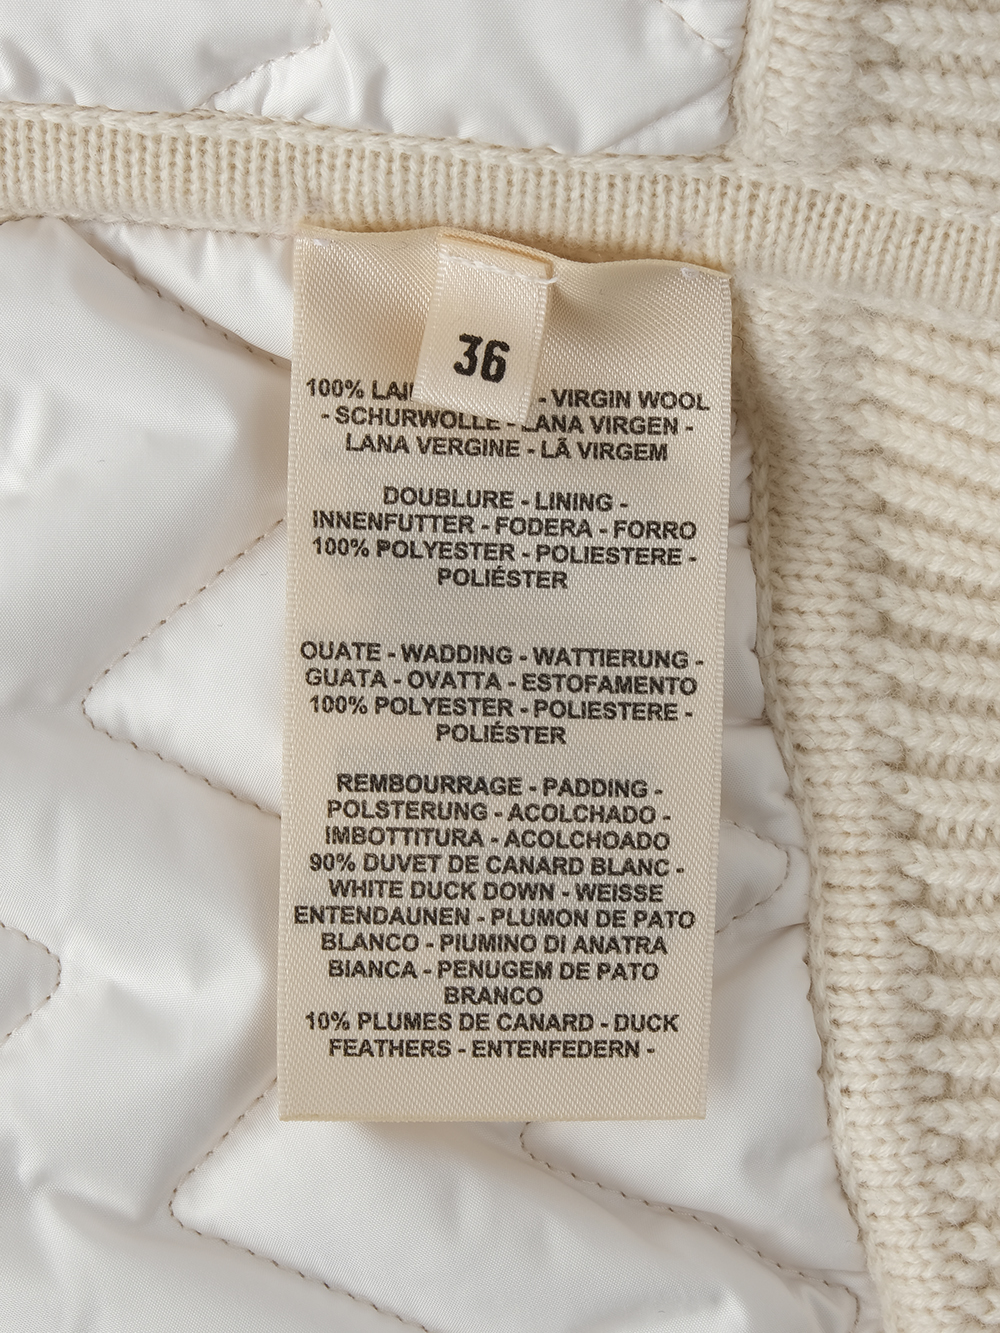 36
100% - VIRGIN WOOL
- SCHURWOLLE - LANA VIRGEN -
LANA VERGINE - LÃ VIRGEM
DOUBLURE - LINING -
INNENFUTTER - FODERA - FORRO
100% POLYESTER - POLIESTERE -
POLIÉSTER
OUATE - WADDING - WATTIERUNG -
GUATA - OVATTA - ESTOFAMENTO
100% POLYESTER - POLIESTERE -
POLIÉSTER
REMBOURRAGE - PADDING -
POLSTERUNG - ACOLCHADO -
IMBOTTITURA - ACOLCHOADO
90% DUVET DE CANARD BLANC -
WHITE DUCK DOWN - WEISSE
ENTENDAUNEN - PLUMON DE PATO
BLANCO - PIUMINO DI ANATRA
BIANCA - PENUGEM DE PATO
BRANCO
10% PLUMES DE CANARD - DUCK
FEATHERS - ENTENFEDERN -